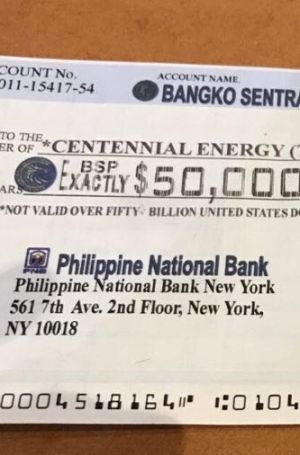 COUNT No.
011-15417-54
ACCOUNT NAME
BANGKO SENTRA
TO THE
ER OF *CENTENNIAL ENERGY (
BSP
EXACTLY $50,000
ARS
*NOT VALID OVER FIFTY BILLION UNITED STATES D
PNB
Philippine National Bank
Philippine National Bank New York
561 7th Ave. 2nd Floor, New York,
NY 10018
0004518164⑈ ⑆0104